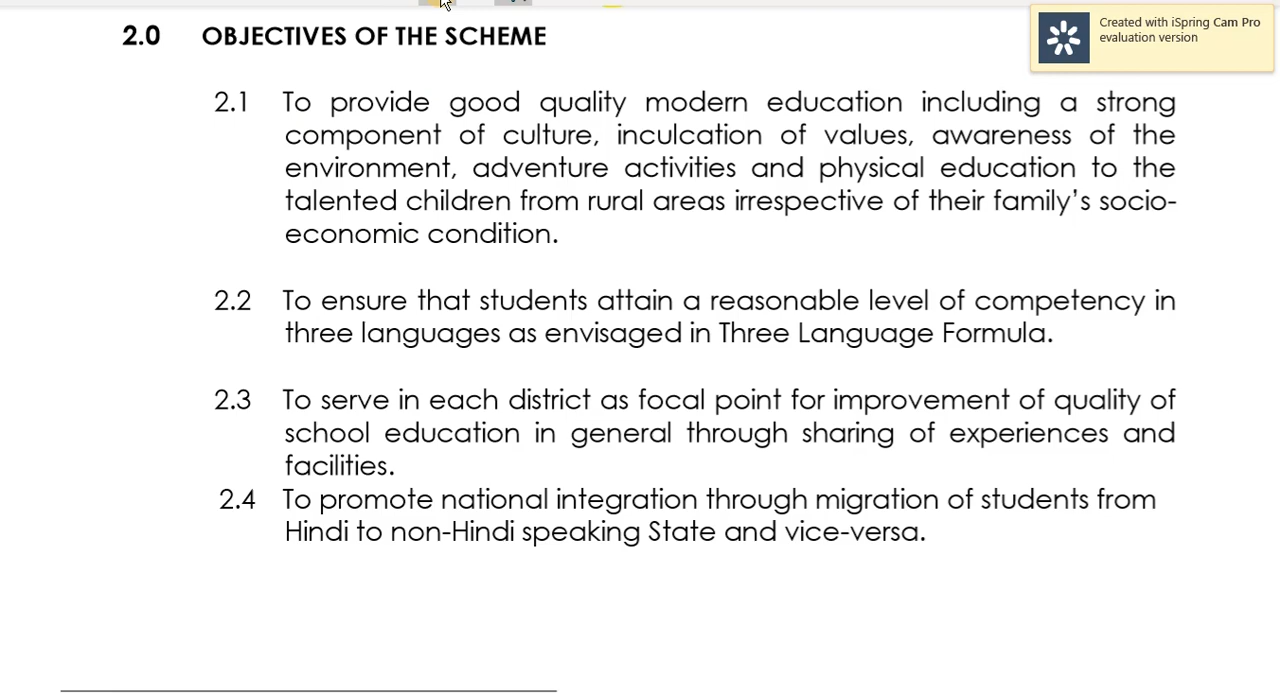 Created with iSpring Cam Pro
evaluation version
2.0 OBJECTIVES OF THE SCHEME
2.1 To provide good quality modern education including a strong
component of culture, inculcation of values, awareness of the
environment, adventure activities and physical education to the
talented children from rural areas irrespective of their family's socio-
economic condition.
2.2 To ensure that students attain a reasonable level of competency in
three languages as envisaged in Three Language Formula.
2.3 To serve in each district as focal point for improvement of quality of
school education in general through sharing of experiences and
facilities.
2.4 To promote national integration through migration of students from
Hindi to non-Hindi speaking State and vice-versa.